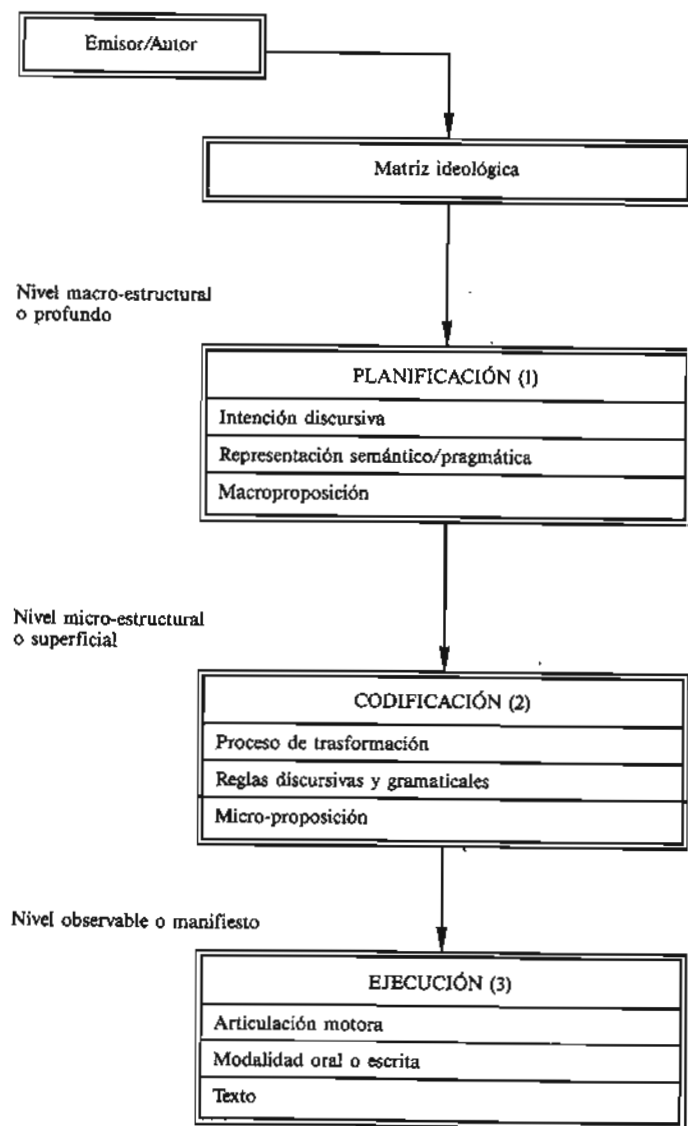 Emisor/Autor
Matriz ideológica
Nivel macro-estructural
o profundo
PLANIFICACIÓN (1)
Intención discursiva
Representación semántico/pragmática
Macroproposición
Nivel micro-estructural
o superficial
CODIFICACIÓN (2)
Proceso de trasformación
Reglas discursivas y gramaticales
Micro-proposición
Nivel observable o manifiesto
EJECUCIÓN (3)
Articulación motora
Modalidad oral o escrita
Texto